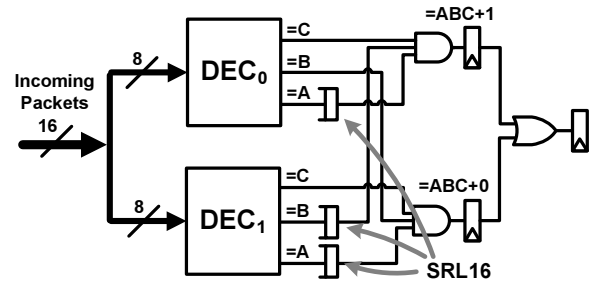 =ABC+1
=C
8
DEC0
=B
Incoming
Packets
=A
16
=C
=ABC+0
8
DEC1
=B
=A
SRL16